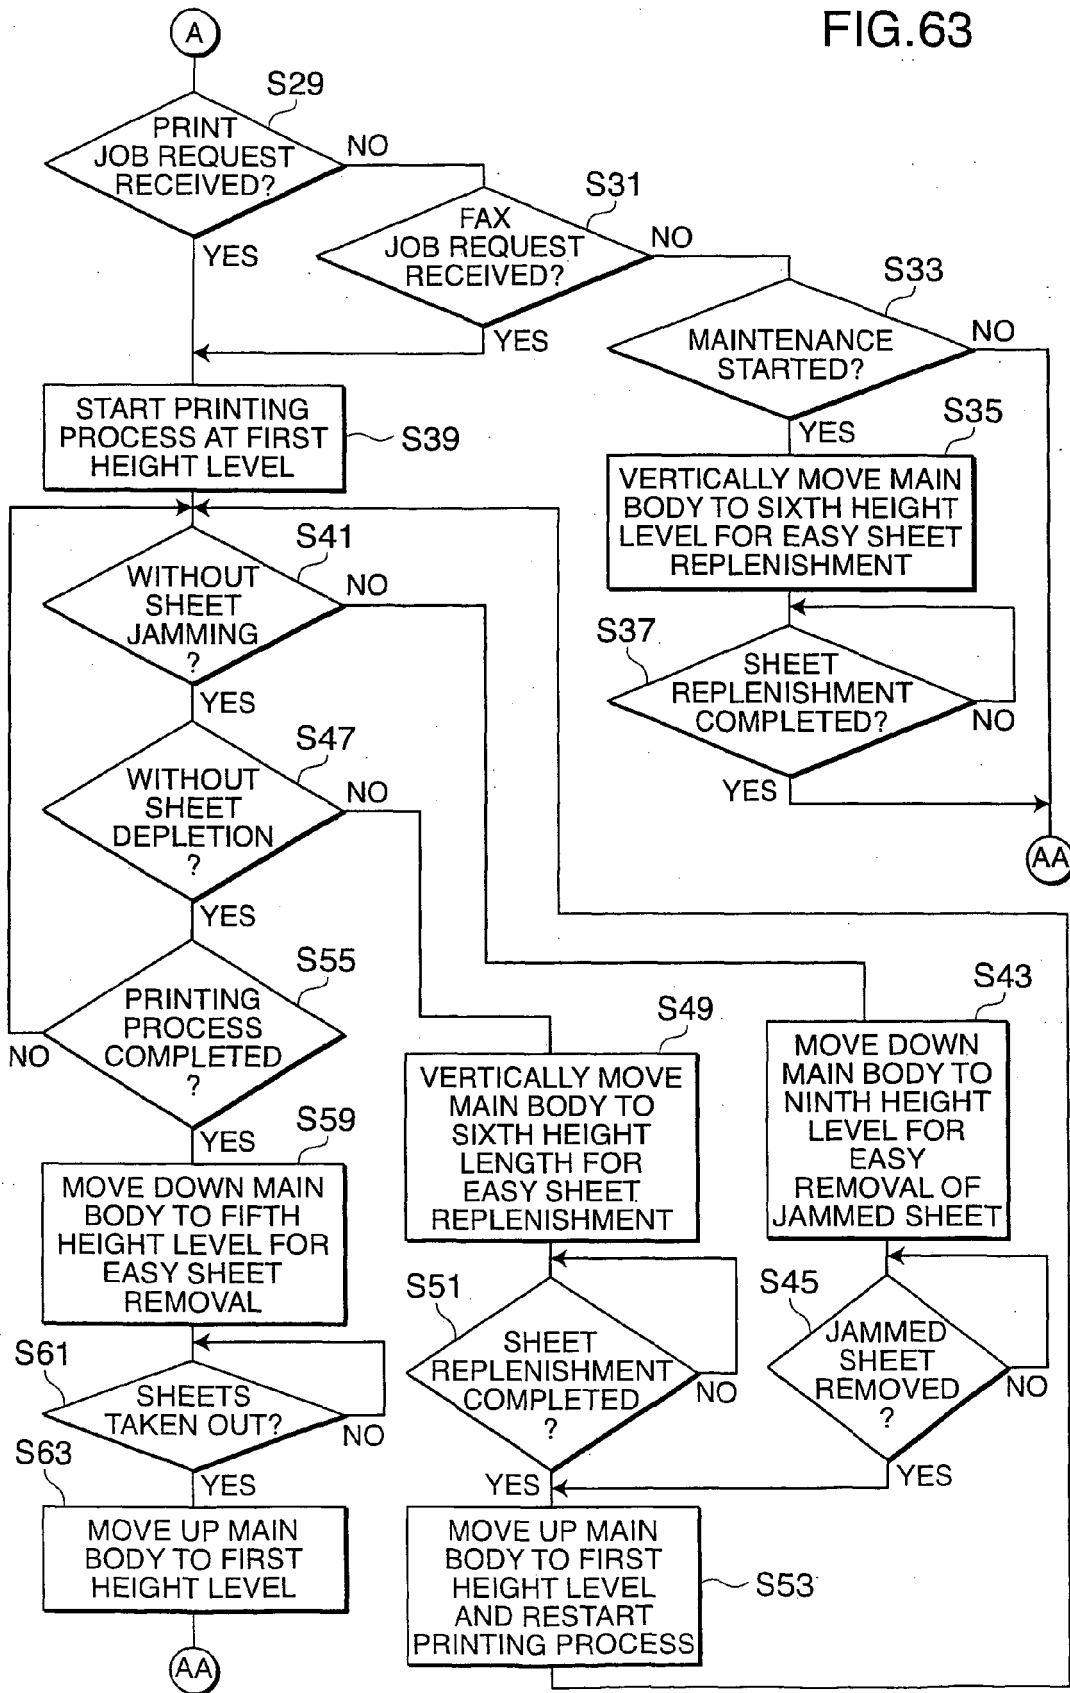 FIG.63
A
S29
PRINT
JOB REQUEST
RECEIVED?
NO
YES
S31
FAX
JOB REQUEST
RECEIVED?
NO
YES
S33
MAINTENANCE
STARTED?
NO
YES
S35
VERTICALLY MOVE MAIN
BODY TO SIXTH HEIGHT
LEVEL FOR EASY SHEET
REPLENISHMENT
S37
SHEET
REPLENISHMENT
COMPLETED?
NO
YES
AA
START PRINTING
PROCESS AT FIRST
HEIGHT LEVEL
S39
S41
WITHOUT
SHEET
JAMMING
?
NO
YES
S47
WITHOUT
SHEET
DEPLETION
?
NO
YES
S55
PRINTING
PROCESS
COMPLETED
?
NO
YES
S59
MOVE DOWN MAIN
BODY TO FIFTH
HEIGHT LEVEL FOR
EASY SHEET
REMOVAL
S61
SHEETS
TAKEN OUT?
NO
YES
S63
MOVE UP MAIN
BODY TO FIRST
HEIGHT LEVEL
AA
S49
VERTICALLY MOVE
MAIN BODY TO
SIXTH HEIGHT
LENGTH FOR
EASY SHEET
REPLENISHMENT
S51
SHEET
REPLENISHMENT
COMPLETED
?
NO
YES
S43
MOVE DOWN
MAIN BODY TO
NINTH HEIGHT
LEVEL FOR
EASY
REMOVAL OF
JAMMED SHEET
S45
JAMMED
SHEET
REMOVED
?
NO
YES
MOVE UP MAIN
BODY TO FIRST
HEIGHT LEVEL
AND RESTART
PRINTING PROCESS
S53